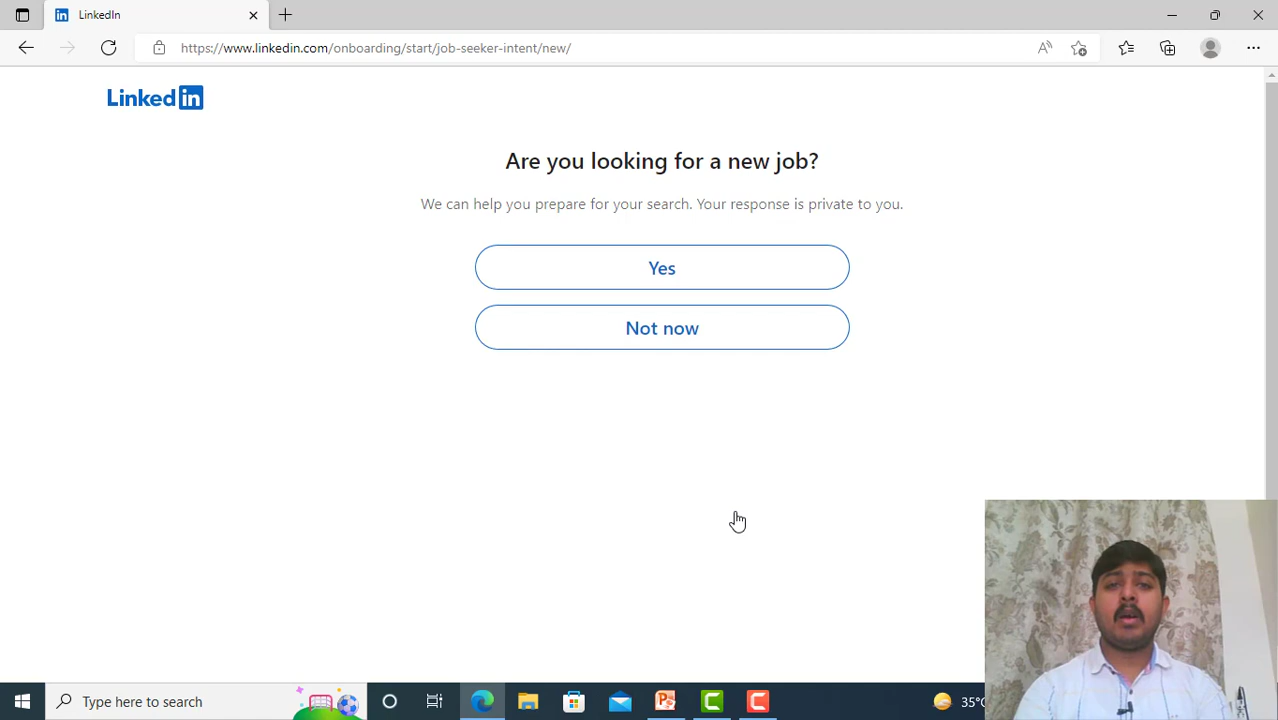 LinkedIn
https://www.linkedin.com/onboarding/start/job-seeker-intent/new/
Linked in
Are you looking for a new job?
We can help you prepare for your search. Your response is private to you.
Yes
Not now
Type here to search
35°C